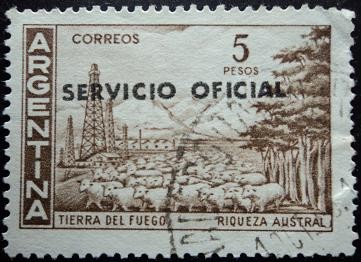 ARGENTINA
CORREOS
5
PESOS
SERVICIO OFICIAL
TIERRA DEL FUEGO RIQUEZA AUSTRAL